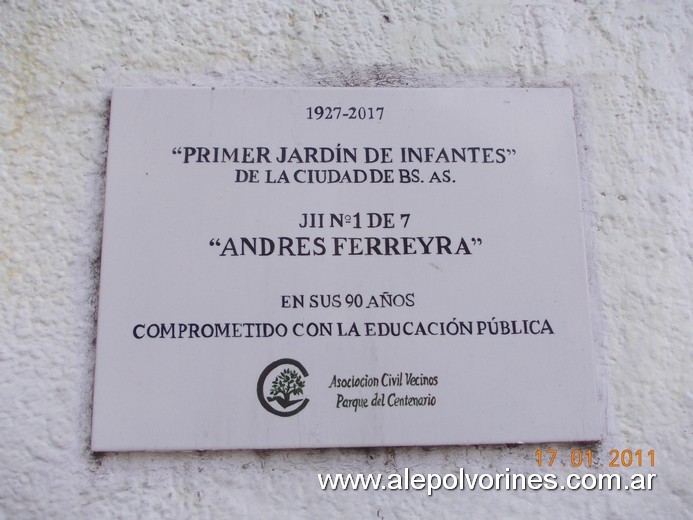 1927-2017
“PRIMER JARDÍN DE INFANTES”
DE LA CIUDAD DE BS. AS.
JII Nº1 DE 7
“ANDRES FERREYRA”
EN SUS 90 AÑOS
COMPROMETIDO CON LA EDUCACIÓN PÚBLICA
Asociacion Civil Vecinos
Parque del Centenario
17 01 2011
www.alepolvorines.com.ar